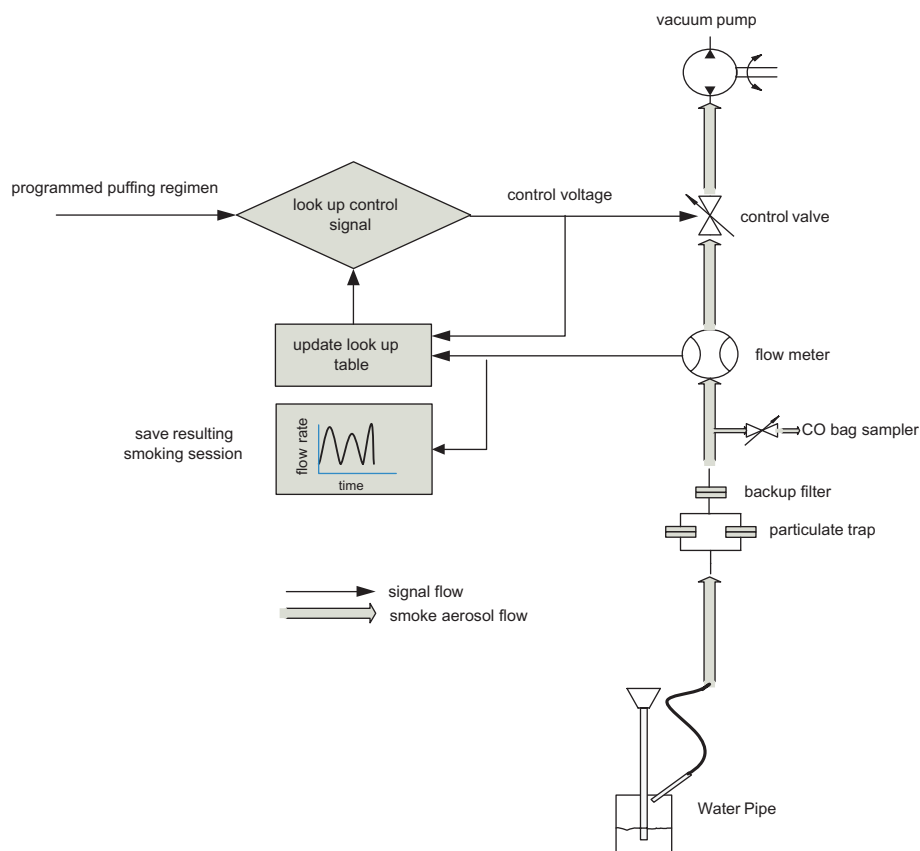 vacuum pump
programmed puffing regimen
look up control
signal
control voltage
control valve
update look up
table
flow meter
save resulting
smoking session
flow rate
time
CO bag sampler
backup filter
particulate trap
signal flow
smoke aerosol flow
Water Pipe